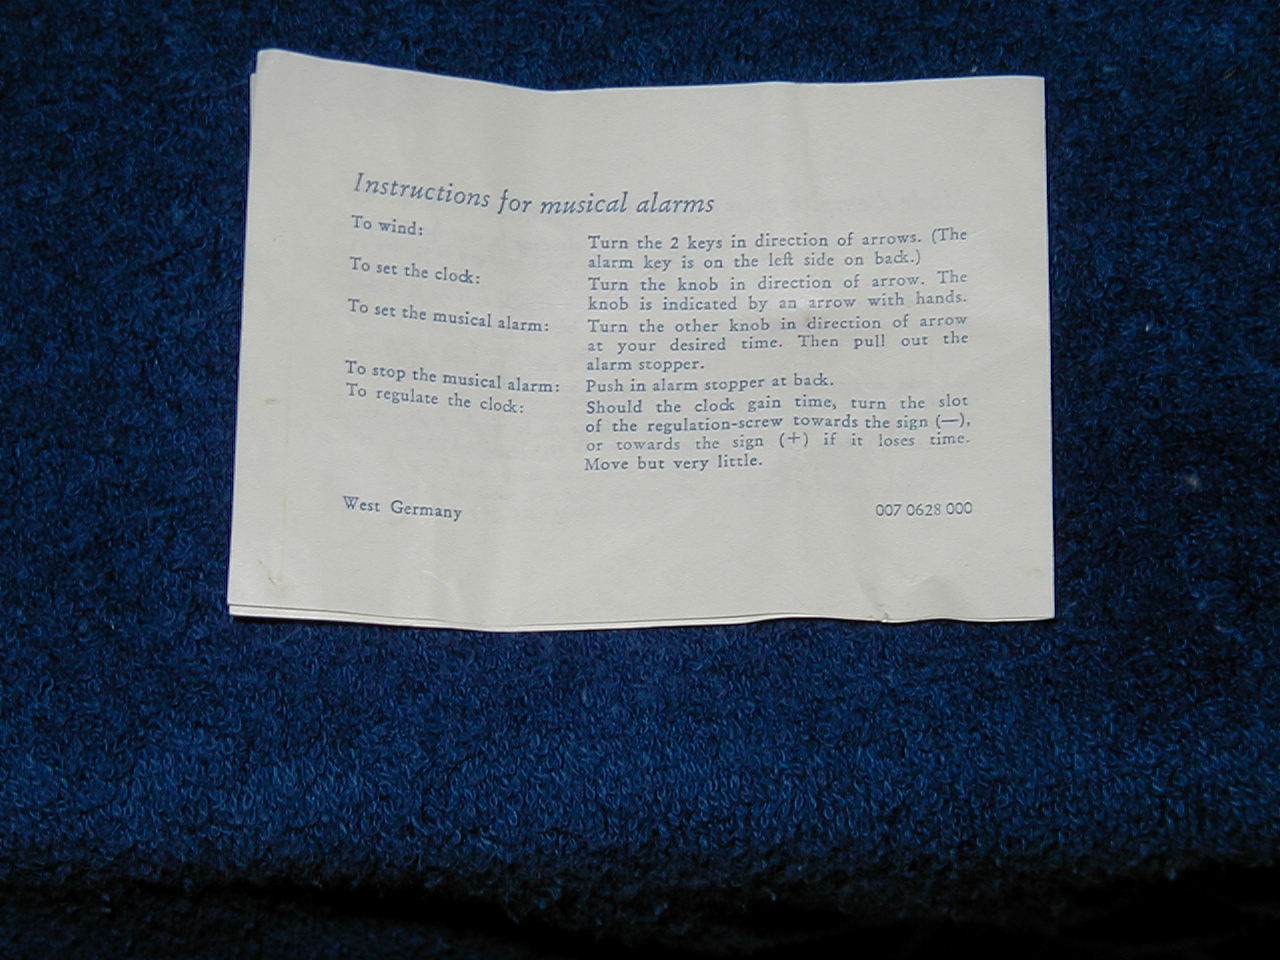 Instructions for musical alarms
To wind: Turn the 2 keys in direction of arrows. (The
alarm key is on the left side on back.)
To set the clock: Turn the knob in direction of arrow. The
knob is indicated by an arrow with hands.
To set the musical alarm: Turn the other knob in direction of arrow
at your desired time. Then pull out the
alarm stopper.
To stop the musical alarm: Push in alarm stopper at back.
To regulate the clock: Should the clock gain time, turn the slot
of the regulation-screw towards the sign (—),
or towards the sign (+) if it loses time.
Move but very little.
West Germany 007 0628 000